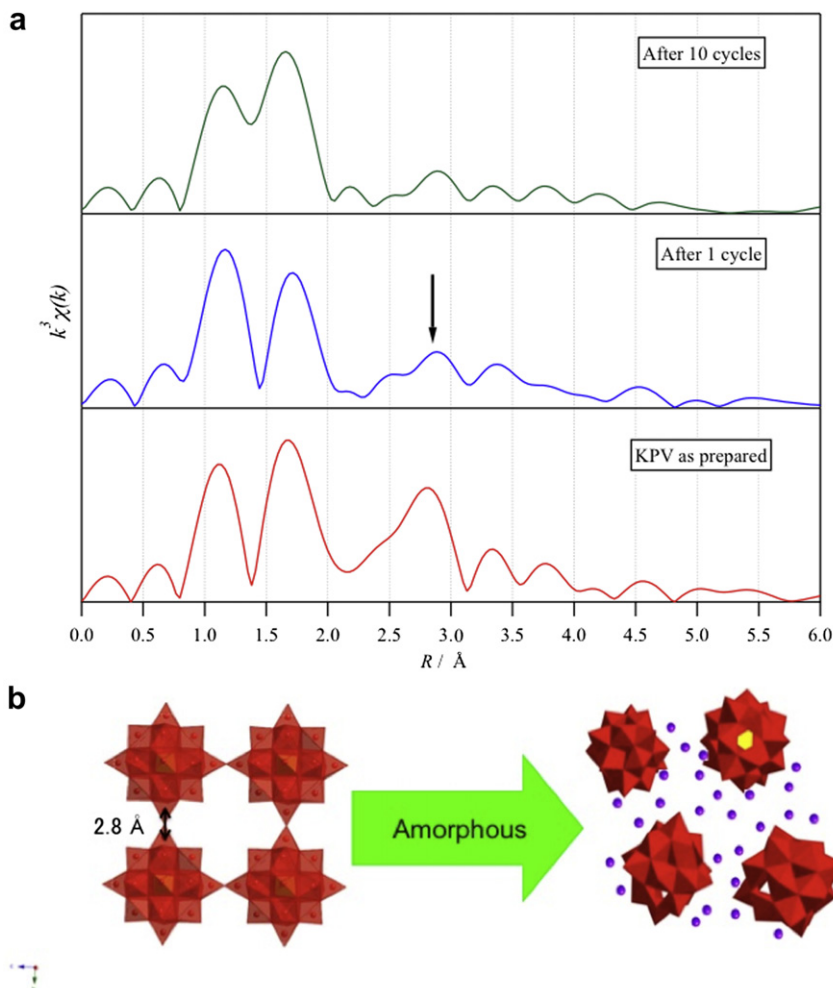 a
After 10 cycles
After 1 cycle
k³χ(k)
KPV as prepared
0.0 0.5 1.0 1.5 2.0 2.5 3.0 3.5 4.0 4.5 5.0 5.5 6.0
R / Å
b
2.8 Å
Amorphous